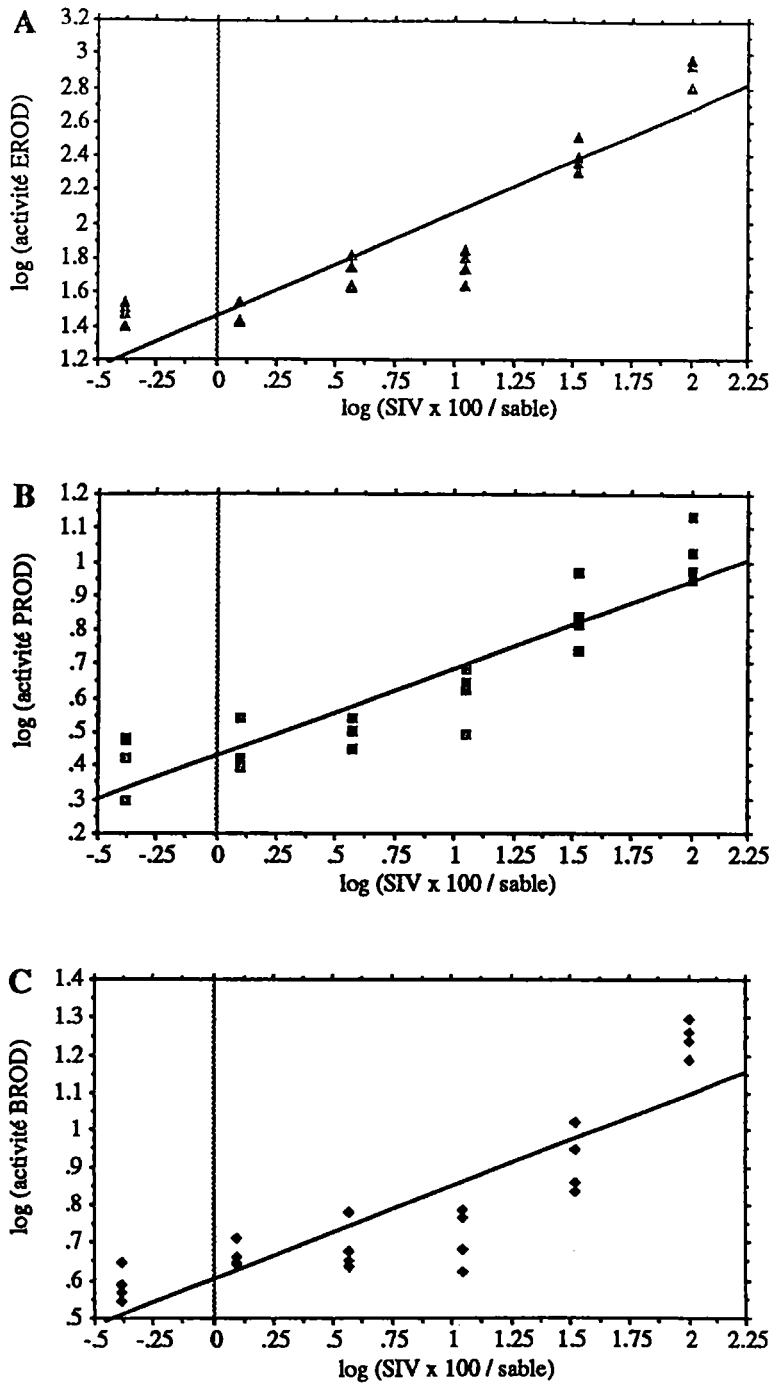 A
3.2
3
2.8
2.6
2.4
2.2
2
1.8
1.6
1.4
1.2
log (activité EROD)
-.5 -.25 0 .25 .5 .75 1 1.25 1.5 1.75 2 2.25
log (SIV x 100 / sable)
B
1.2
1.1
1
.9
.8
.7
.6
.5
.4
.3
.2
log (activité PROD)
-.5 -.25 0 .25 .5 .75 1 1.25 1.5 1.75 2 2.25
log (SIV x 100 / sable)
C
1.4
1.3
1.2
1.1
1
.9
.8
.7
.6
.5
log (activité BROD)
-.5 -.25 0 .25 .5 .75 1 1.25 1.5 1.75 2 2.25
log (SIV x 100 / sable)